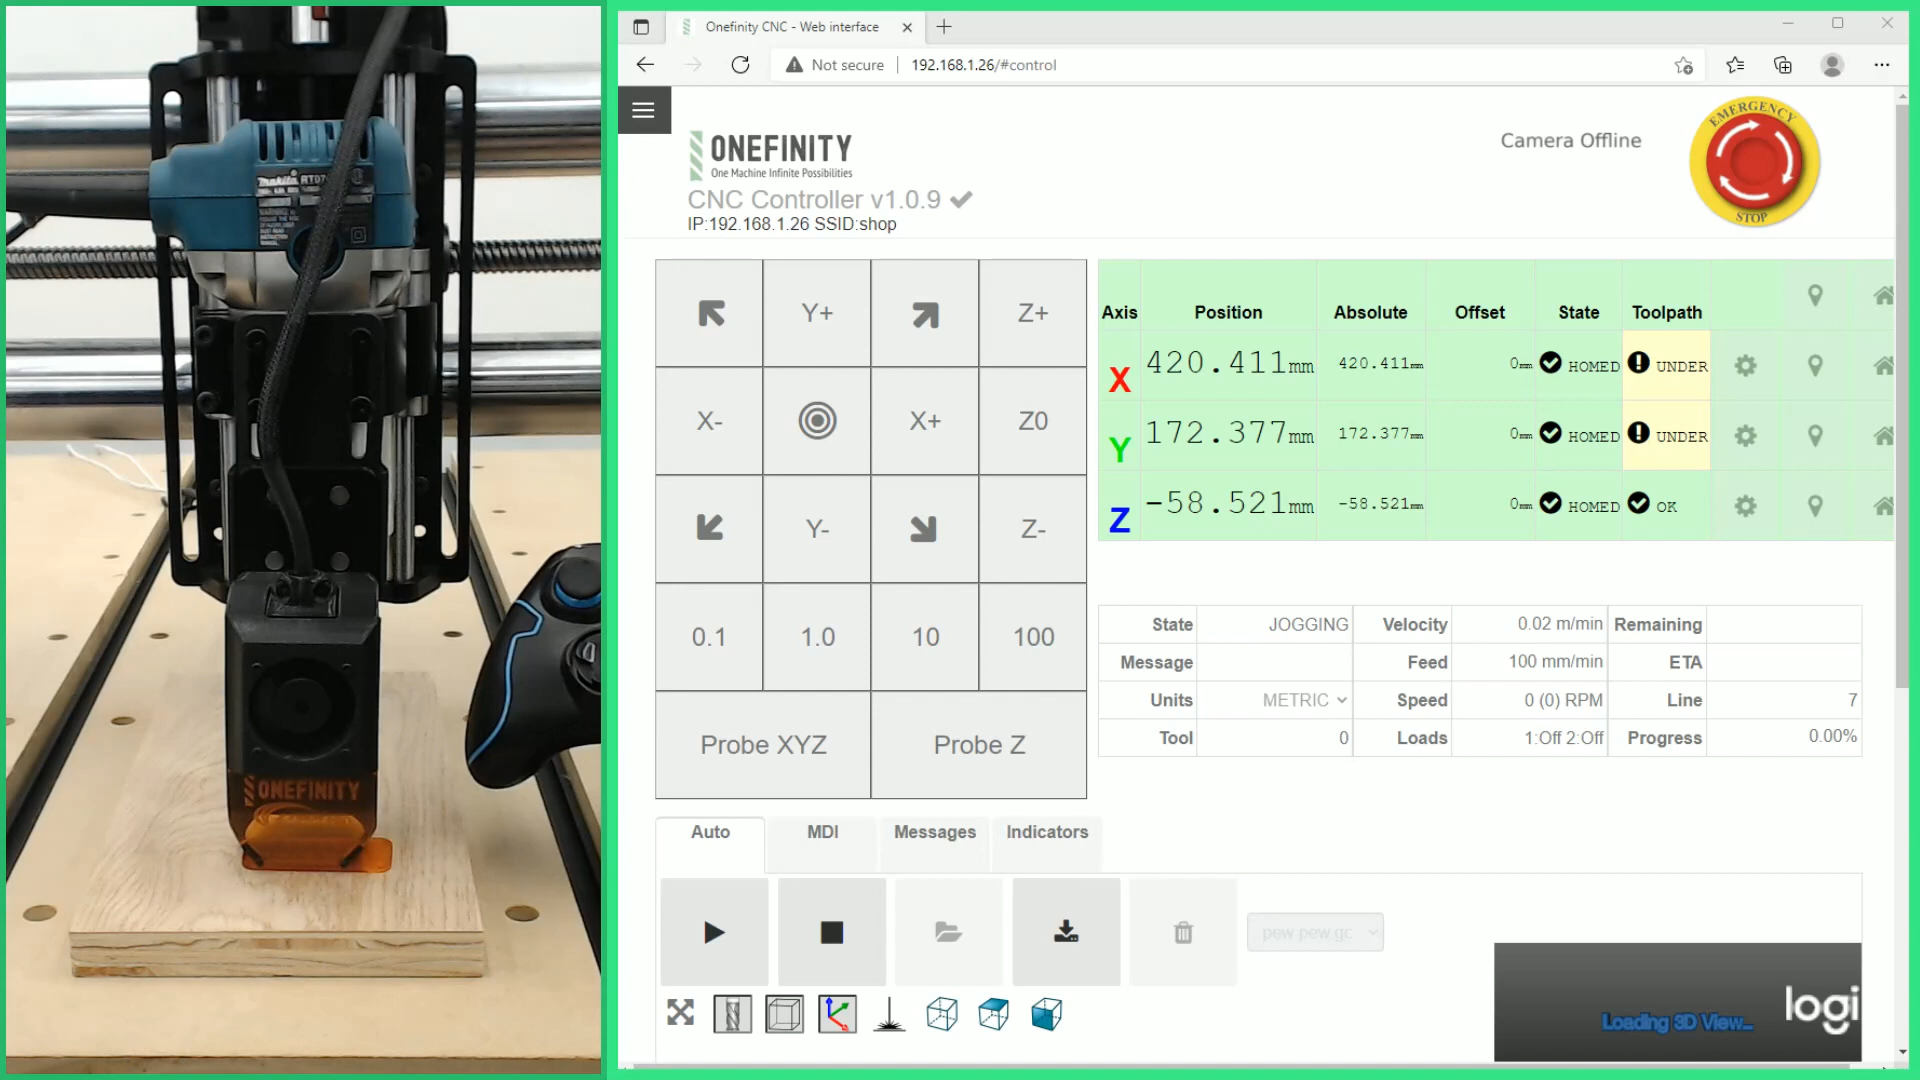 Onefinity CNC - Web interface
Not secure 192.168.1.26/#control
ONEFINITY
One Machine Infinite Possibilities
CNC Controller v1.0.9
IP:192.168.1.26 SSID:shop
Camera Offline
EMERGENCY
STOP
Y+ Z+
X- X+ Z0
Y- Z-
0.1 1.0 10 100
Probe XYZ Probe Z
Axis Position Absolute Offset State Toolpath
X 420.411mm 420.411mm 0mm HOMED UNDER
Y 172.377mm 172.377mm 0mm HOMED UNDER
Z -58.521mm -58.521mm 0mm HOMED OK
State JOGGING Velocity 0.02 m/min Remaining
Message Feed 100 mm/min ETA
Units METRIC Speed 0 (0) RPM Line 7
Tool 0 Loads 1:Off 2:Off Progress 0.00%
Auto MDI Messages Indicators
pew pew gc
Loading 3D View...
logi
makita
ONEFINITY